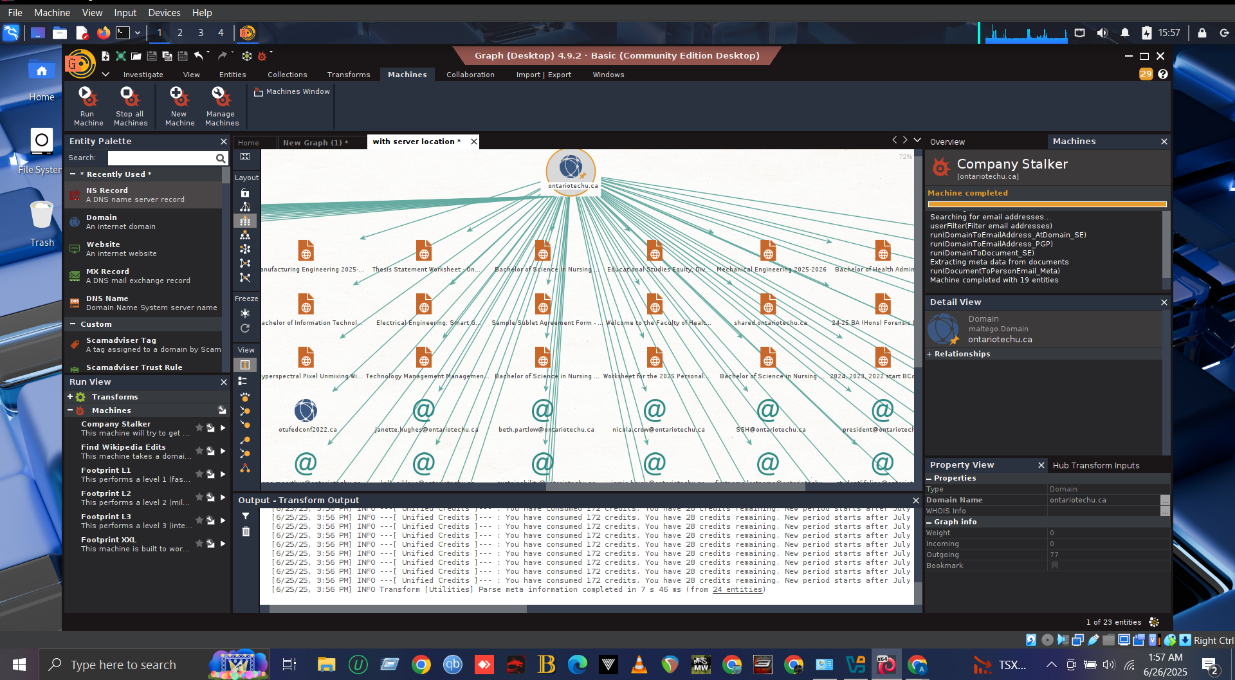 File Machine View Input Devices Help
1 2 3 4
15:57
Graph (Desktop) 4.9.2 - Basic (Community Edition Desktop)
Investigate View Entities Collections Transforms Machines Collaboration Import | Export Windows
29
Run Machine
Stop all Machines
New Machine
Manage Machines
Machines Window
Home
File System
Trash
Entity Palette
Search:
* Recently Used *
NS Record
A DNS name server record
Domain
An internet domain
Website
An internet website
MX Record
A DNS mail exchange record
DNS Name
Domain Name System server name
Custom
Scamadviser Tag
A tag assigned to a domain by Scam
Scamadviser Trust Rule
Run View
Transforms
Machines
Company Stalker
This machine will try to get ...
Find Wikipedia Edits
This machine takes a domai...
Footprint L1
This performs a level 1 (fas...
Footprint L2
This performs a level 2 (mil...
Footprint L3
This performs a level 3 (inte...
Footprint XXL
This machine is built to wor...
Home New Graph (1) * with server location *
Layout
Freeze
View
72%
ontariotechu.ca
anufacturing Engineering 2025-... Thesis Statement Worksheet - On... Bachelor of Science in Nursing ... Educational Studies Equity, Div... Mechanical Engineering 2025-2026 Bachelor of Health Admin
achelor of Information Technol... Electrical Engineering: Smart G... Sample Sublet Agreement Form - ... Welcome to the Faculty of Heal... shared.ontariotechu.ca 24-25 BA (Hons) Forensic
yperspectral Pixel Unmixing Wi... Technology Management Managemen... Bachelor of Science in Nursing ... Worksheet for the 2025 Personal... Bachelor of Science in Nursing ... 2024, 2023, 2022 start BCo
otufedconf2022.ca janette.hughes@ontariotechu.ca beth.partlow@ontariotechu.ca nicola.crow@ontariotechu.ca SSH@ontariotechu.ca president@ontariotechu.ca
Output - Transform Output
[6/25/25, 3:56 PM] INFO ---[ Unified Credits ]--- : You have consumed 172 credits. You have 28 credits remaining. New period starts after July
[6/25/25, 3:56 PM] INFO ---[ Unified Credits ]--- : You have consumed 172 credits. You have 28 credits remaining. New period starts after July
[6/25/25, 3:56 PM] INFO ---[ Unified Credits ]--- : You have consumed 172 credits. You have 28 credits remaining. New period starts after July
[6/25/25, 3:56 PM] INFO ---[ Unified Credits ]--- : You have consumed 172 credits. You have 28 credits remaining. New period starts after July
[6/25/25, 3:56 PM] INFO ---[ Unified Credits ]--- : You have consumed 172 credits. You have 28 credits remaining. New period starts after July
[6/25/25, 3:56 PM] INFO ---[ Unified Credits ]--- : You have consumed 172 credits. You have 28 credits remaining. New period starts after July
[6/25/25, 3:56 PM] INFO ---[ Unified Credits ]--- : You have consumed 172 credits. You have 28 credits remaining. New period starts after July
[6/25/25, 3:56 PM] INFO ---[ Unified Credits ]--- : You have consumed 172 credits. You have 28 credits remaining. New period starts after July
[6/25/25, 3:56 PM] INFO ---[ Unified Credits ]--- : You have consumed 172 credits. You have 28 credits remaining. New period starts after July
[6/25/25, 3:56 PM] INFO Transform [Utilities] Parse meta information completed in 7 s 46 ms (from 24 entities)
Overview Machines
Company Stalker
[ontariotechu.ca]
Machine completed
Searching for email addresses...
userFilter(Filter email addresses)
run(DomainToEmailAddress_AtDomain_SE)
run(DomainToEmailAddress_PGP)
run(DomainToDocument_SE)
Extracting meta data from documents
run(DocumentToPersonEmail_Meta)
Machine completed with 19 entities
Detail View
Domain
maltego.Domain
ontariotechu.ca
Relationships
Property View Hub Transform Inputs
Properties
Type Domain
Domain Name ontariotechu.ca
WHOIS Info
Graph info
Weight 0
Incoming 0
Outgoing 77
Bookmark
1 of 23 entities
Right Ctrl
Type here to search
TSX...
1:57 AM
6/26/2025
2